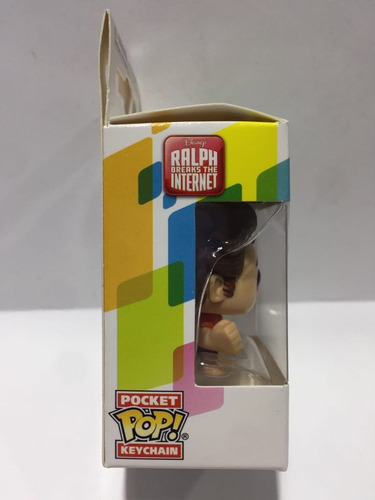 Disney
RALPH
BREAKS THE
INTERNET
POCKET
POP!®
KEYCHAIN